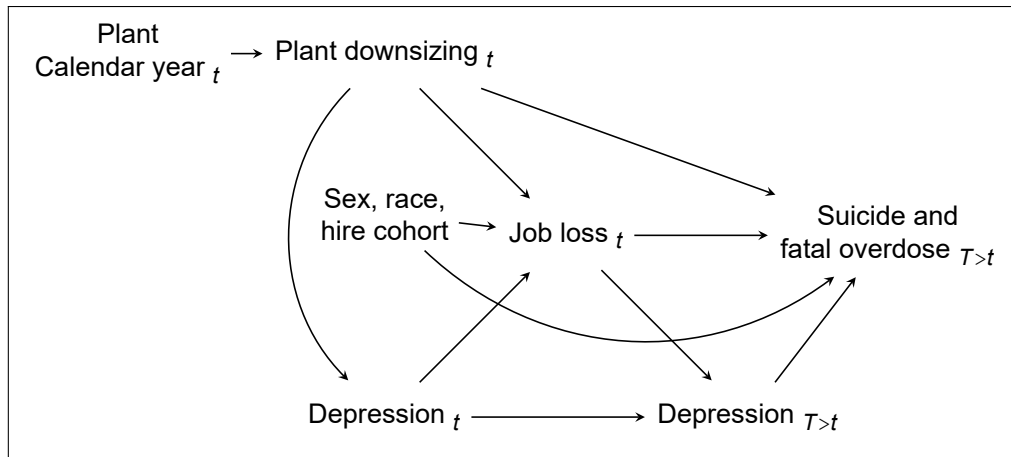 Plant
Calendar year t
Plant downsizing t
Sex, race,
hire cohort
Job loss t
Suicide and
fatal overdose T>t
Depression t
Depression T>t